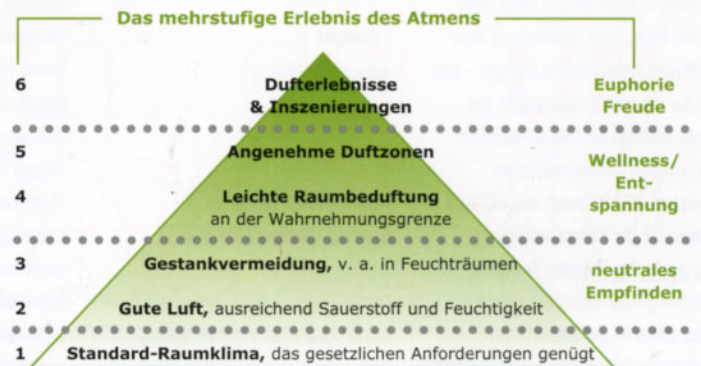 Das mehrstufige Erlebnis des Atmens
6
Dufterlebnisse
& Inszenierungen
Euphorie
Freude
5
Angenehme Duftzonen
4
Leichte Raumbeduftung
an der Wahrnehmungsgrenze
Wellness/
Ent-
spannung
3
Gestankvermeidung, v. a. in Feuchträumen
2
Gute Luft, ausreichend Sauerstoff und Feuchtigkeit
neutrales
Empfinden
1
Standard-Raumklima, das gesetzlichen Anforderungen genügt